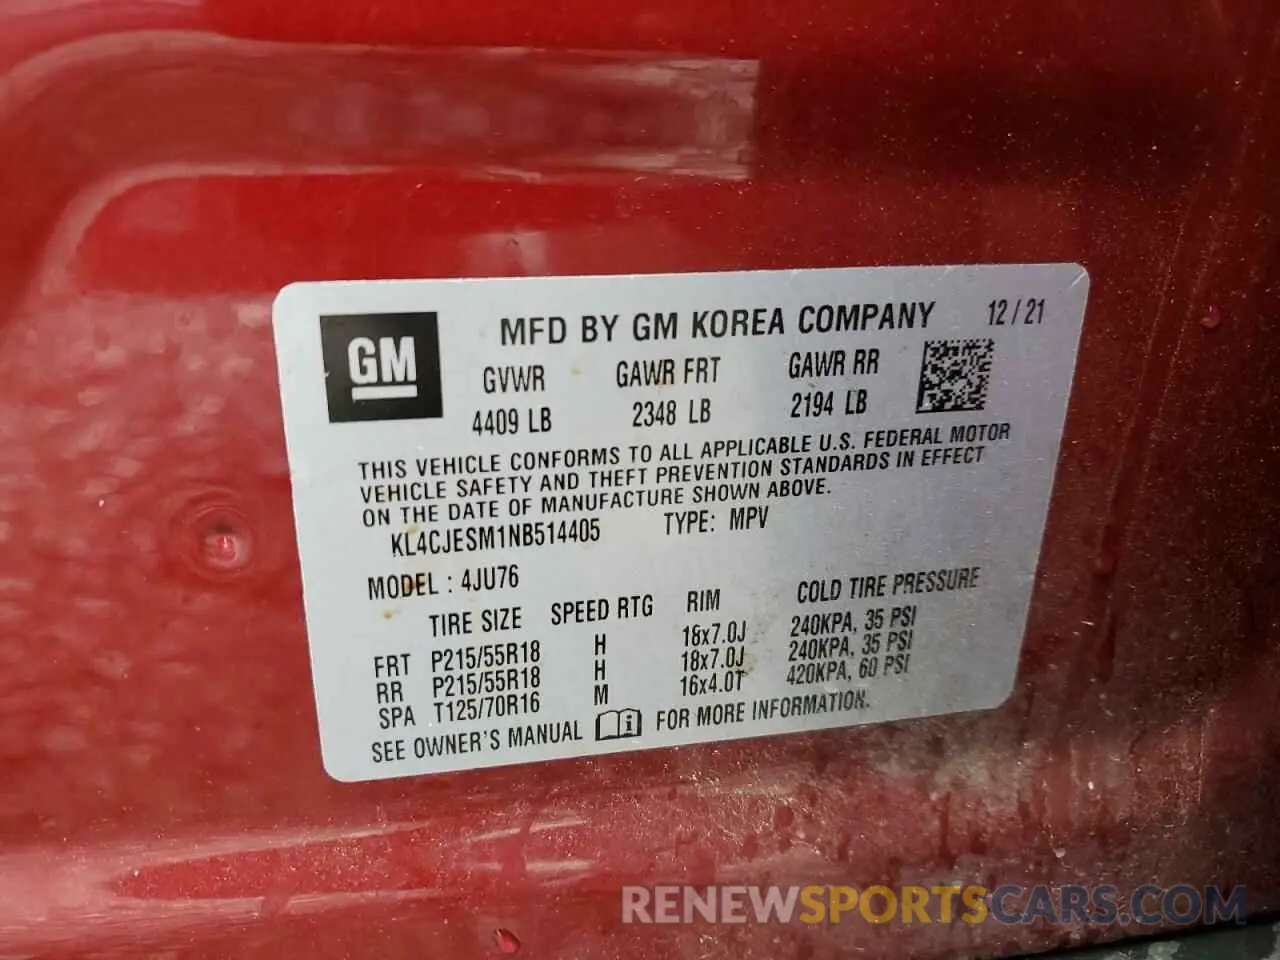 GM
MFD BY GM KOREA COMPANY 12/21
GVWR GAWR FRT GAWR RR
4409 LB 2348 LB 2194 LB
THIS VEHICLE CONFORMS TO ALL APPLICABLE U.S. FEDERAL MOTOR
VEHICLE SAFETY AND THEFT PREVENTION STANDARDS IN EFFECT
ON THE DATE OF MANUFACTURE SHOWN ABOVE.
KL4CJESM1NB514405 TYPE: MPV
MODEL: 4JU76
TIRE SIZE SPEED RTG RIM COLD TIRE PRESSURE
FRT P215/55R18 H 18x7.0J 240KPA, 35 PSI
RR P215/55R18 H 18x7.0J 240KPA, 35 PSI
SPA T125/70R16 M 16x4.0T 420KPA, 60 PSI
SEE OWNER'S MANUAL i FOR MORE INFORMATION.
RENEWSPORTSCARS.COM